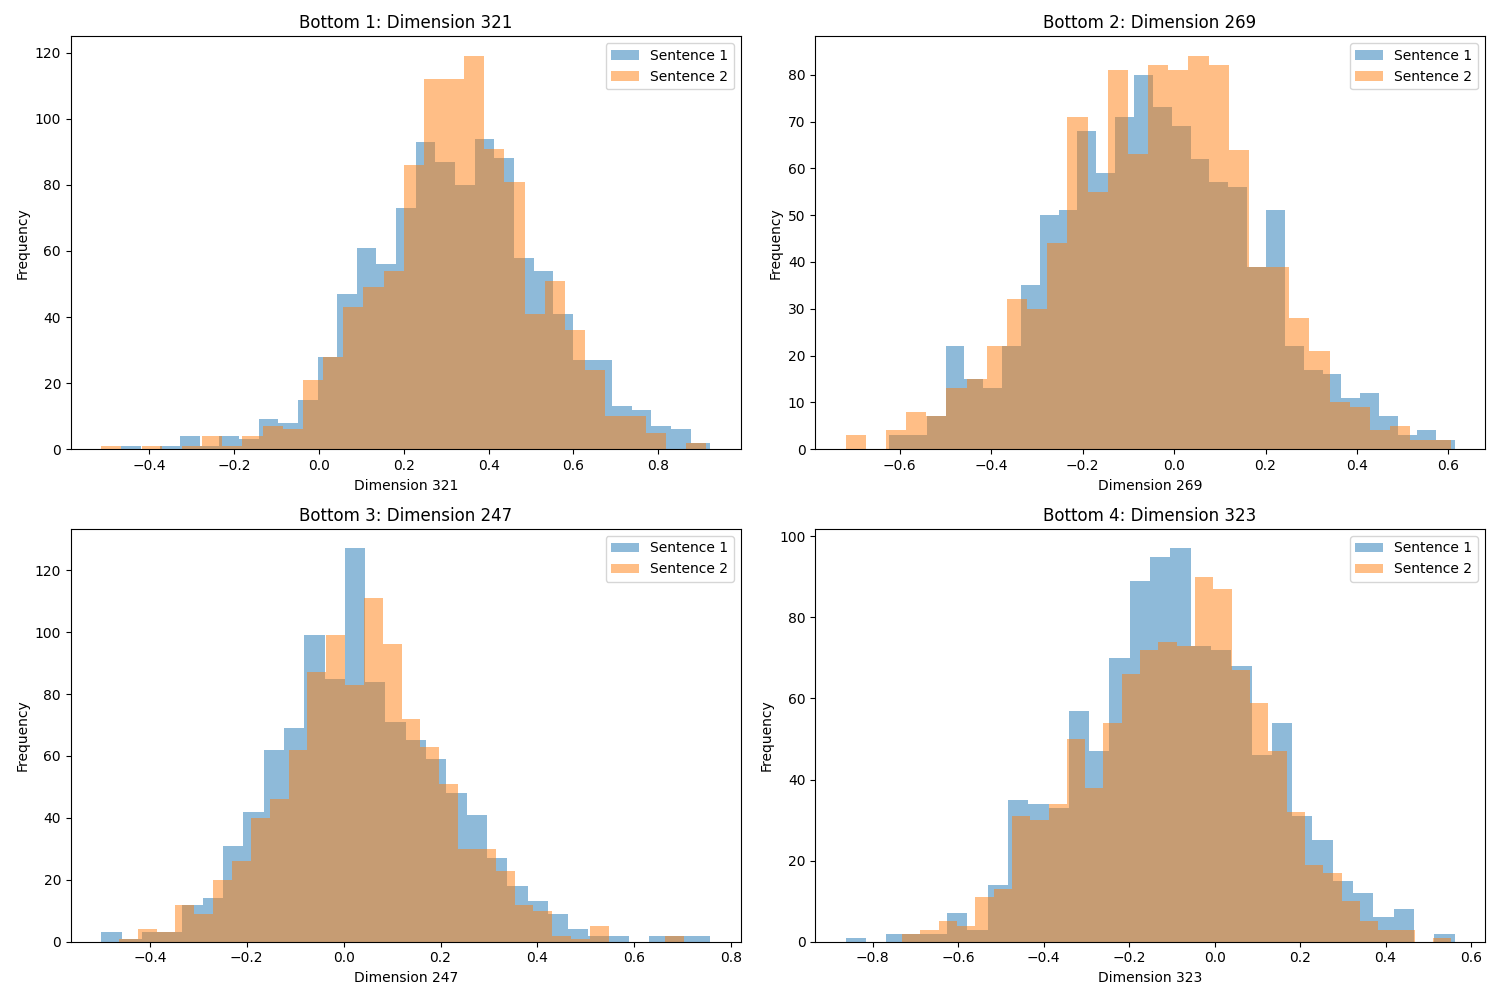 Bottom 1: Dimension 321
120
100
80
60
40
20
0
Frequency
−0.4 −0.2 0.0 0.2 0.4 0.6 0.8
Dimension 321
Sentence 1
Sentence 2
Bottom 2: Dimension 269
80
70
60
50
40
30
20
10
0
Frequency
−0.6 −0.4 −0.2 0.0 0.2 0.4 0.6
Dimension 269
Sentence 1
Sentence 2
Bottom 3: Dimension 247
120
100
80
60
40
20
0
Frequency
−0.4 −0.2 0.0 0.2 0.4 0.6 0.8
Dimension 247
Sentence 1
Sentence 2
Bottom 4: Dimension 323
100
80
60
40
20
0
Frequency
−0.8 −0.6 −0.4 −0.2 0.0 0.2 0.4 0.6
Dimension 323
Sentence 1
Sentence 2